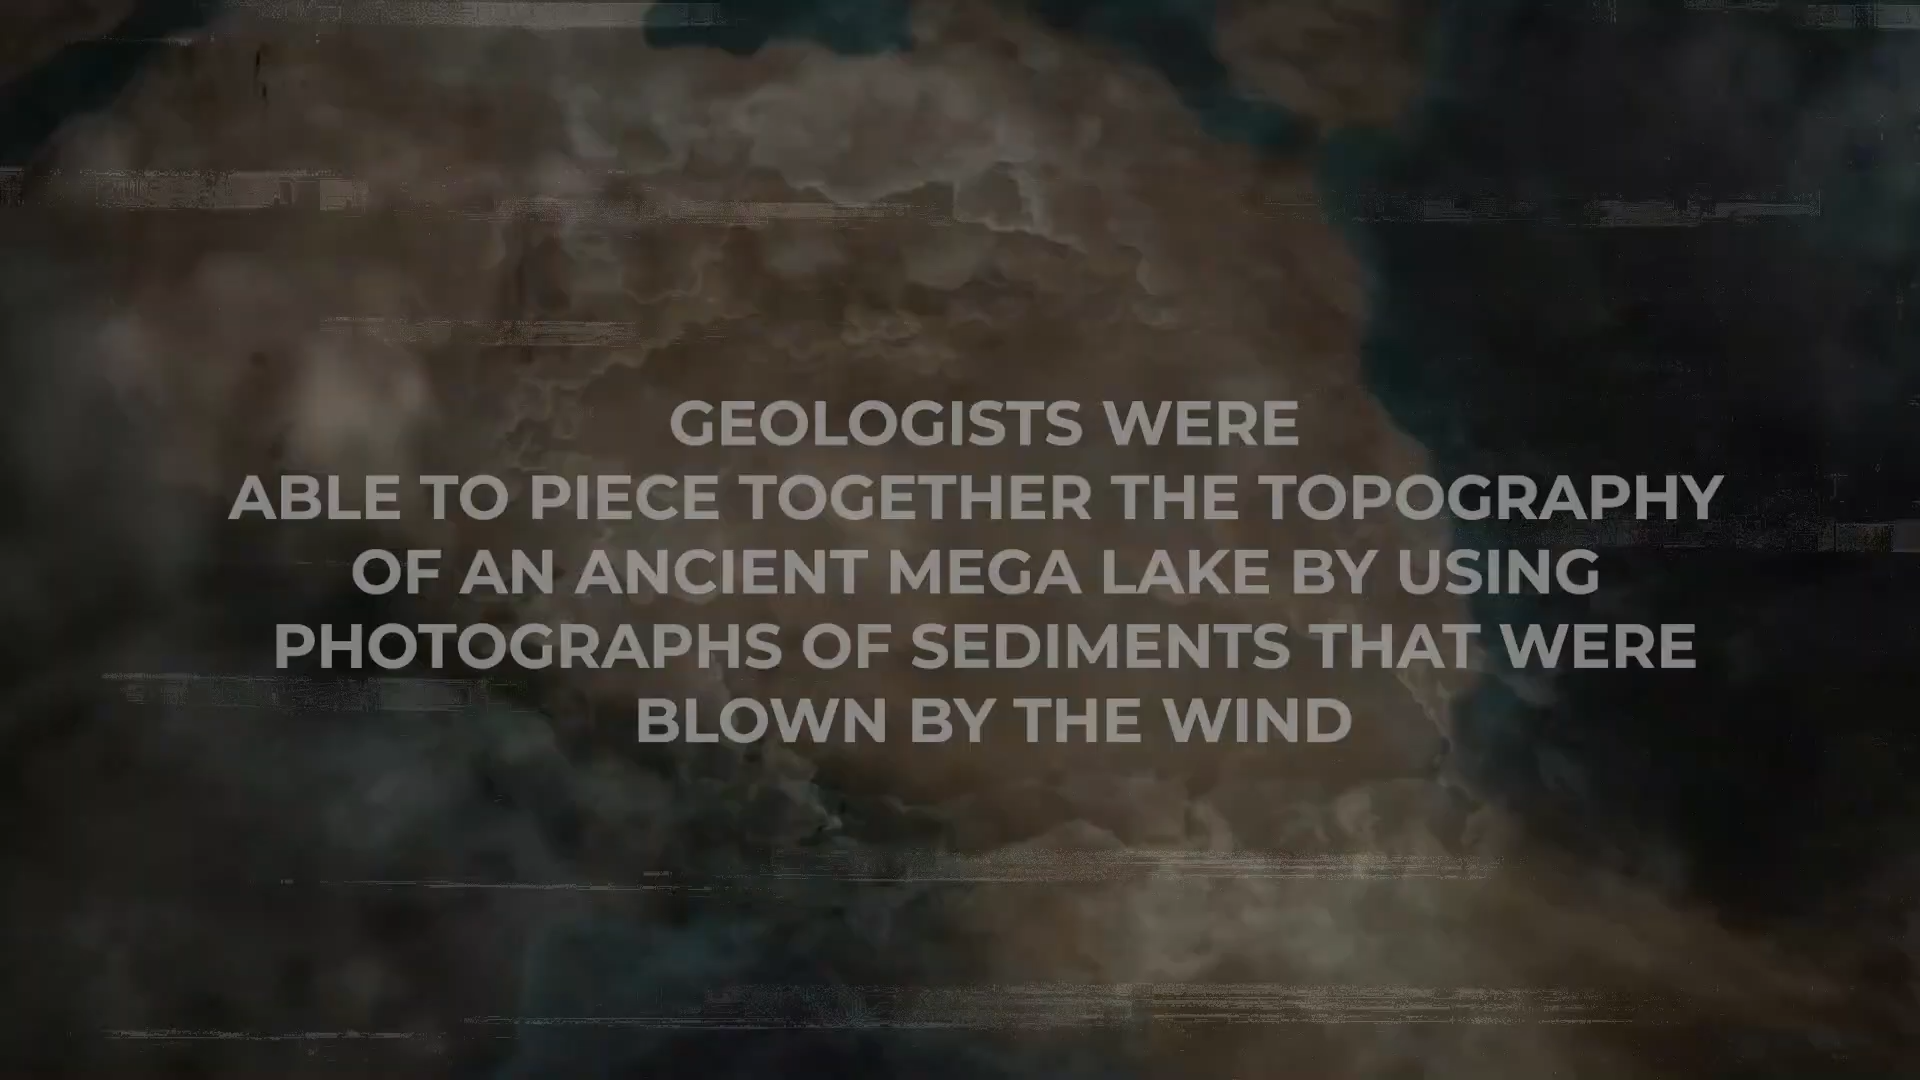 GEOLOGISTS WERE
ABLE TO PIECE TOGETHER THE TOPOGRAPHY
OF AN ANCIENT MEGA LAKE BY USING
PHOTOGRAPHS OF SEDIMENTS THAT WERE
BLOWN BY THE WIND